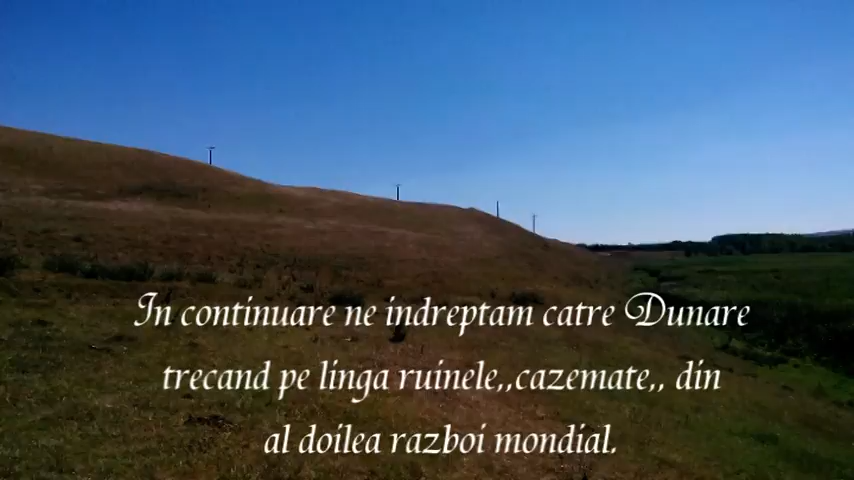 In continuare ne indreptam catre Dunare
trecand pe linga ruinele,,cazemate,, din
al doilea razboi mondial.